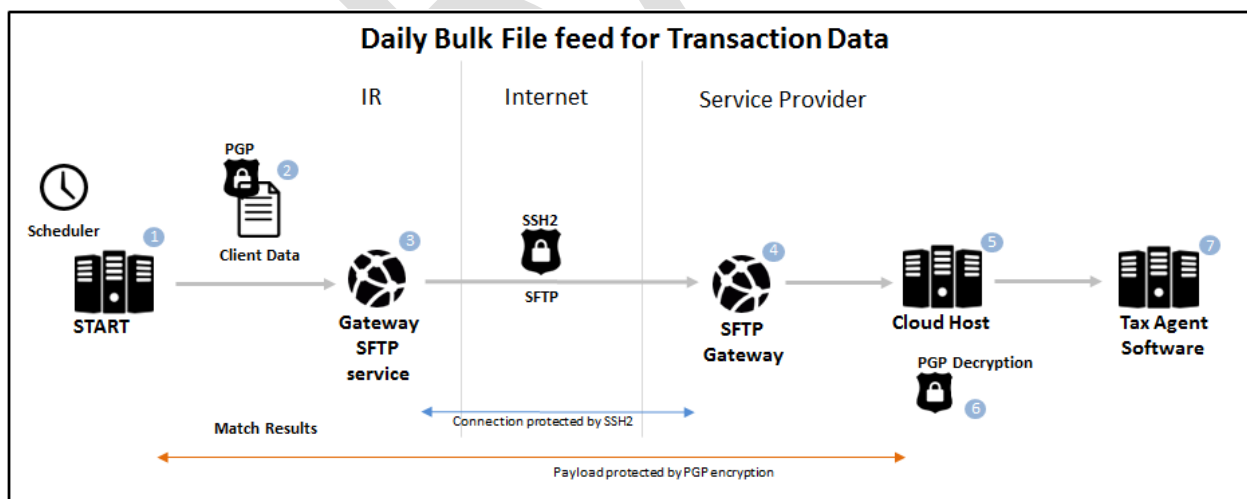 Daily Bulk File feed for Transaction Data
IR
Internet
Service Provider
PGP
2
Scheduler
1
Client Data
3
SSH2
4
5
7
START
SFTP
Gateway
SFTP
service
SFTP
Gateway
Cloud Host
Tax Agent
Software
PGP Decryption
6
Match Results
Connection protected by SSH2
Payload protected by PGP encryption